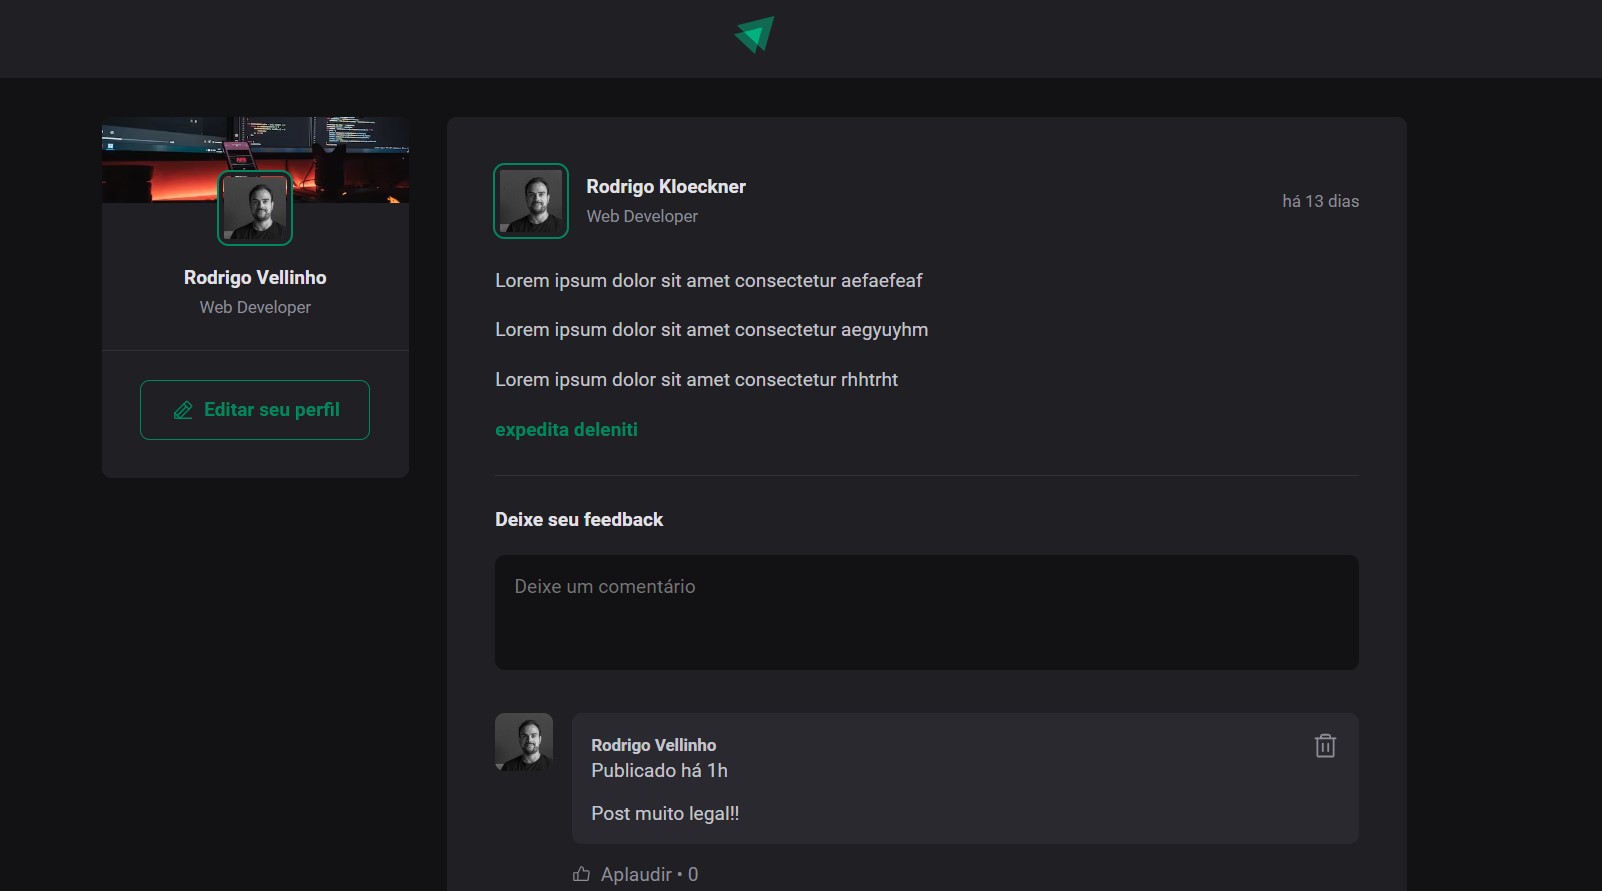 Rodrigo Vellinho
Web Developer
Editar seu perfil
Rodrigo Kloeckner
Web Developer
há 13 dias
Lorem ipsum dolor sit amet consectetur aefaefeaf
Lorem ipsum dolor sit amet consectetur aegyuyhm
Lorem ipsum dolor sit amet consectetur rhhtrht
expedita deleniti
Deixe seu feedback
Deixe um comentário
Rodrigo Vellinho
Publicado há 1h
Post muito legal!!
Aplaudir • 0